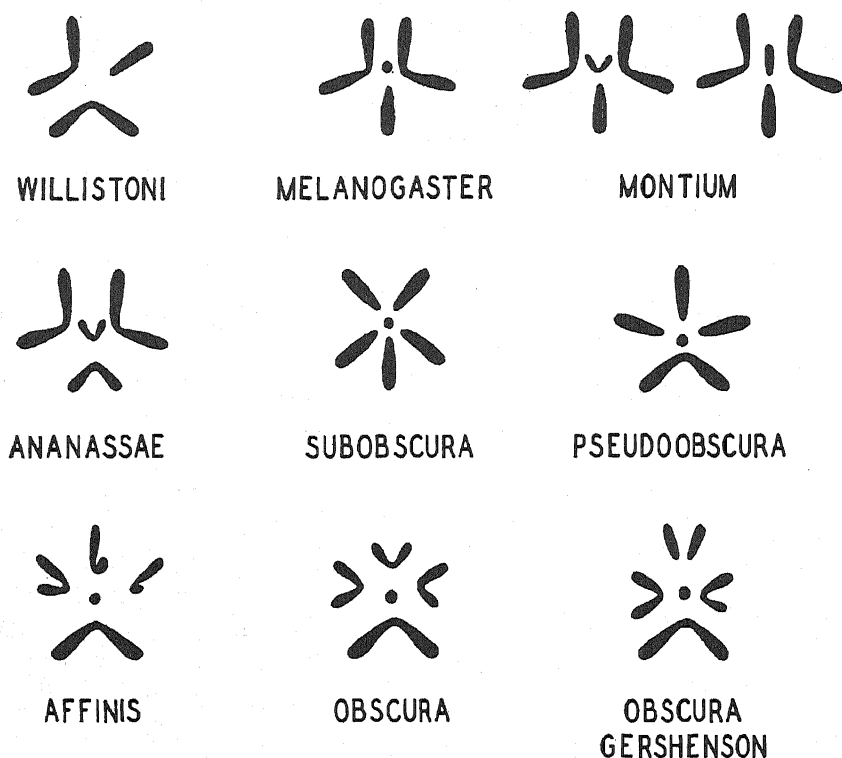 WILLISTONI
MELANOGASTER
MONTIUM
ANANASSAE
SUBOBSCURA
PSEUDOOBSCURA
AFFINIS
OBSCURA
OBSCURA
GERSHENSON